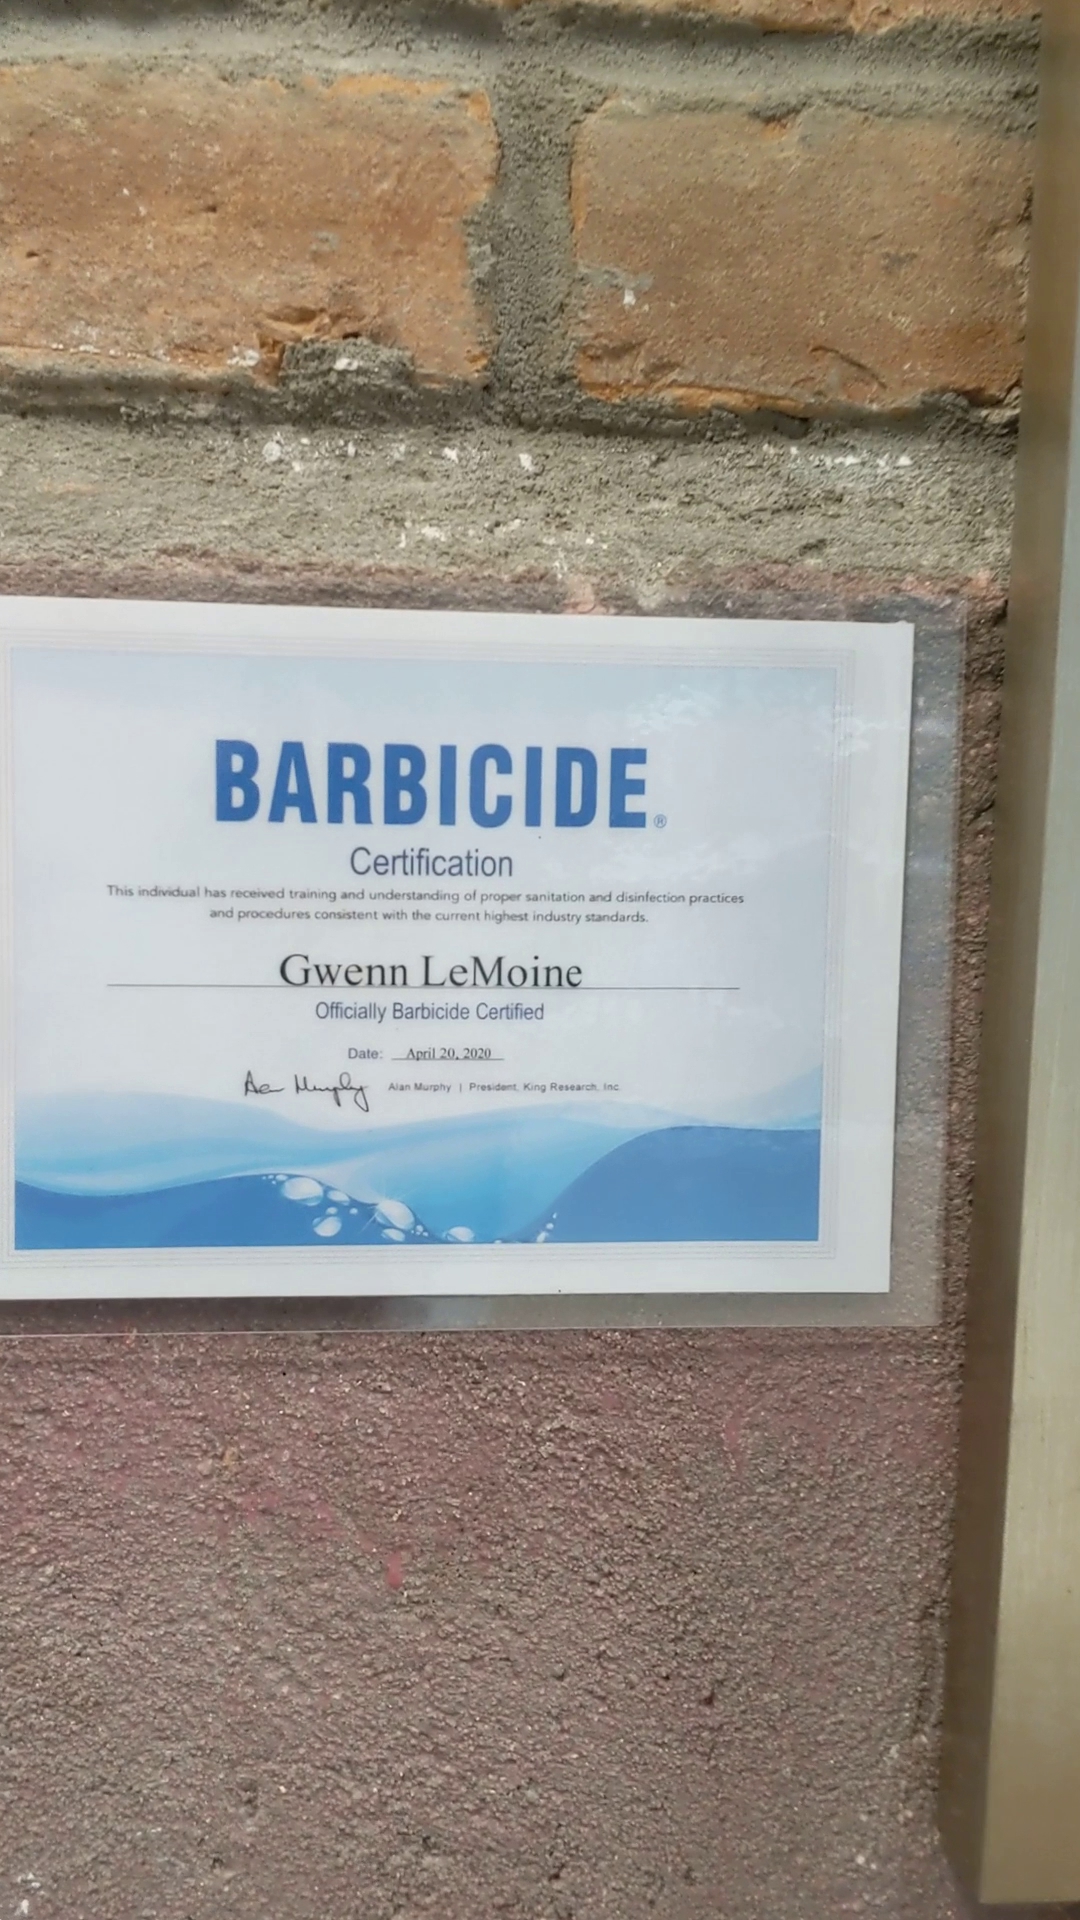 BARBICIDE®
Certification
This individual has received training and understanding of proper sanitation and disinfection practices
and procedures consistent with the current highest industry standards.
Gwenn LeMoine
Officially Barbicide Certified
Date: April 20, 2020
Alan Murphy Alan Murphy | President, King Research, Inc.